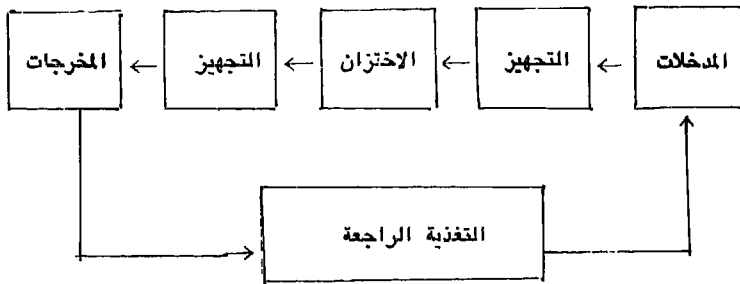 المدخلات
التجهيز
الاختزان
التجهيز
المخرجات
التغذية الراجعة